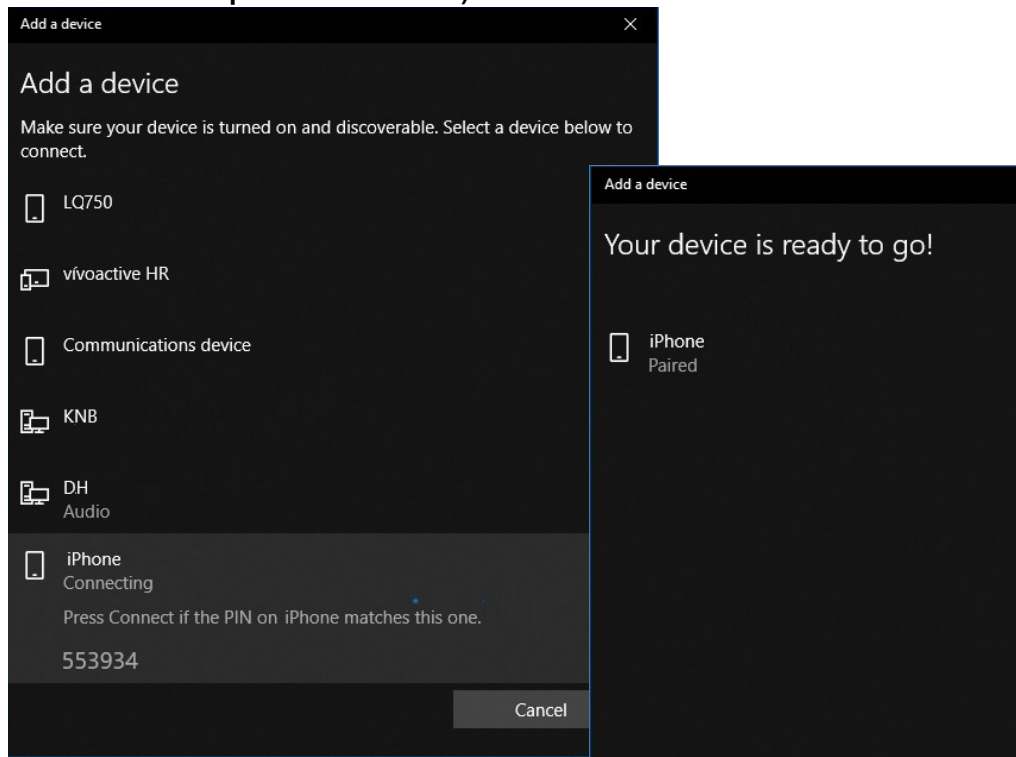 Add a device
Add a device
Make sure your device is turned on and discoverable. Select a device below to
connect.
LQ750
vívoactive HR
Communications device
KNB
DH
Audio
iPhone
Connecting
Press Connect if the PIN on iPhone matches this one.
553934
Cancel
Add a device
Your device is ready to go!
iPhone
Paired